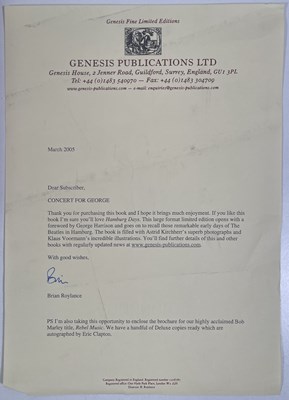 Genesis Fine Limited Editions
GENESIS PUBLICATIONS LTD
Genesis House, 2 Jenner Road, Guildford, Surrey, England, GU1 3PL
Tel: +44 (0)1483 540970 ~ Fax: +44 (0)1483 304709
www.genesis-publications.com ~ e-mail: enquiries@genesis-publications.com
March 2005
Dear Subscriber,
CONCERT FOR GEORGE
Thank you for purchasing this book and I hope it brings much enjoyment. If you like this
book I'm sure you'll love Hamburg Days. This large format limited edition opens with a
foreword by George Harrison and goes on to recall those remarkable early days of The
Beatles in Hamburg. The book is filled with Astrid Kirchherr's superb photographs and
Klaus Voormann's incredible illustrations. You'll find further details of this and other
books with regularly updated news at www.genesis-publications.com
With good wishes,
Brian
Brian Roylance
PS I'm also taking this opportunity to enclose the brochure for our highly acclaimed Bob
Marley title, Rebel Music. We have a handful of Deluxe copies ready which are
autographed by Eric Clapton.